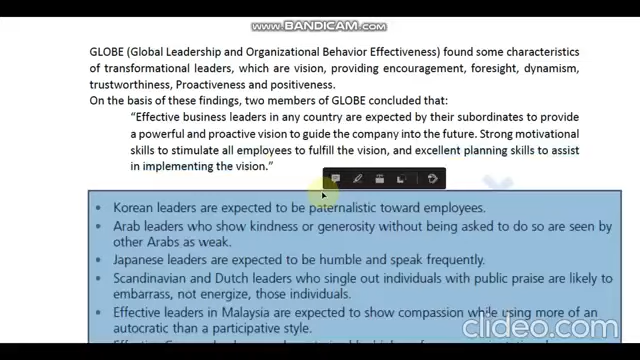 www.BANDICAM.com
GLOBE (Global Leadership and Organizational Behavior Effectiveness) found some characteristics
of transformational leaders, which are vision, providing encouragement, foresight, dynamism,
trustworthiness, Proactiveness and positiveness.
On the basis of these findings, two members of GLOBE concluded that:
“Effective business leaders in any country are expected by their subordinates to provide
a powerful and proactive vision to guide the company into the future. Strong motivational
skills to stimulate all employees to fulfill the vision, and excellent planning skills to assist
in implementing the vision.”
• Korean leaders are expected to be paternalistic toward employees.
• Arab leaders who show kindness or generosity without being asked to do so are seen by
other Arabs as weak.
• Japanese leaders are expected to be humble and speak frequently.
• Scandinavian and Dutch leaders who single out individuals with public praise are likely to
embarrass, not energize, those individuals.
• Effective leaders in Malaysia are expected to show compassion while using more of an
autocratic than a participative style.
clideo.com